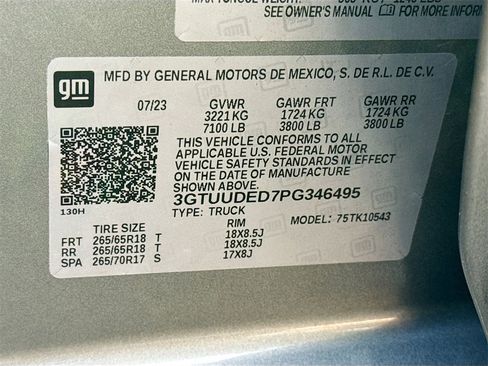 SEE OWNER'S MANUAL FOR MORE INFOR
gm
MFD BY GENERAL MOTORS DE MEXICO, S. DE R.L. DE C.V.
07/23 GVWR GAWR FRT GAWR RR
3221 KG 1724 KG 1724 KG
7100 LB 3800 LB 3800 LB
THIS VEHICLE CONFORMS TO ALL
APPLICABLE U.S. FEDERAL MOTOR
VEHICLE SAFETY STANDARDS IN EFFECT
ON THE DATE OF MANUFACTURE
SHOWN ABOVE.
3GTUUDED7PG346495
130H TYPE: TRUCK MODEL: 75TK10543
TIRE SIZE RIM
FRT 265/65R18 T 18X8.5J
RR 265/65R18 T 18X8.5J
SPA 265/70R17 S 17X8J